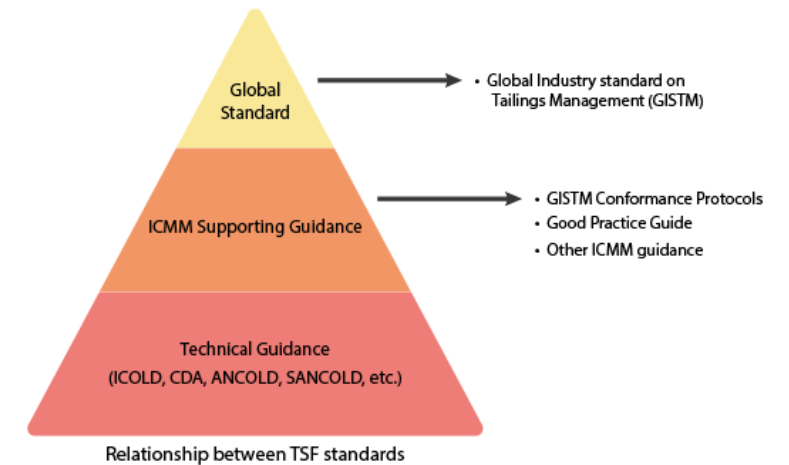 Global
Standard
• Global Industry standard on
Tailings Management (GISTM)
ICMM Supporting Guidance
• GISTM Conformance Protocols
• Good Practice Guide
• Other ICMM guidance
Technical Guidance
(ICOLD, CDA, ANCOLD, SANCOLD, etc.)
Relationship between TSF standards